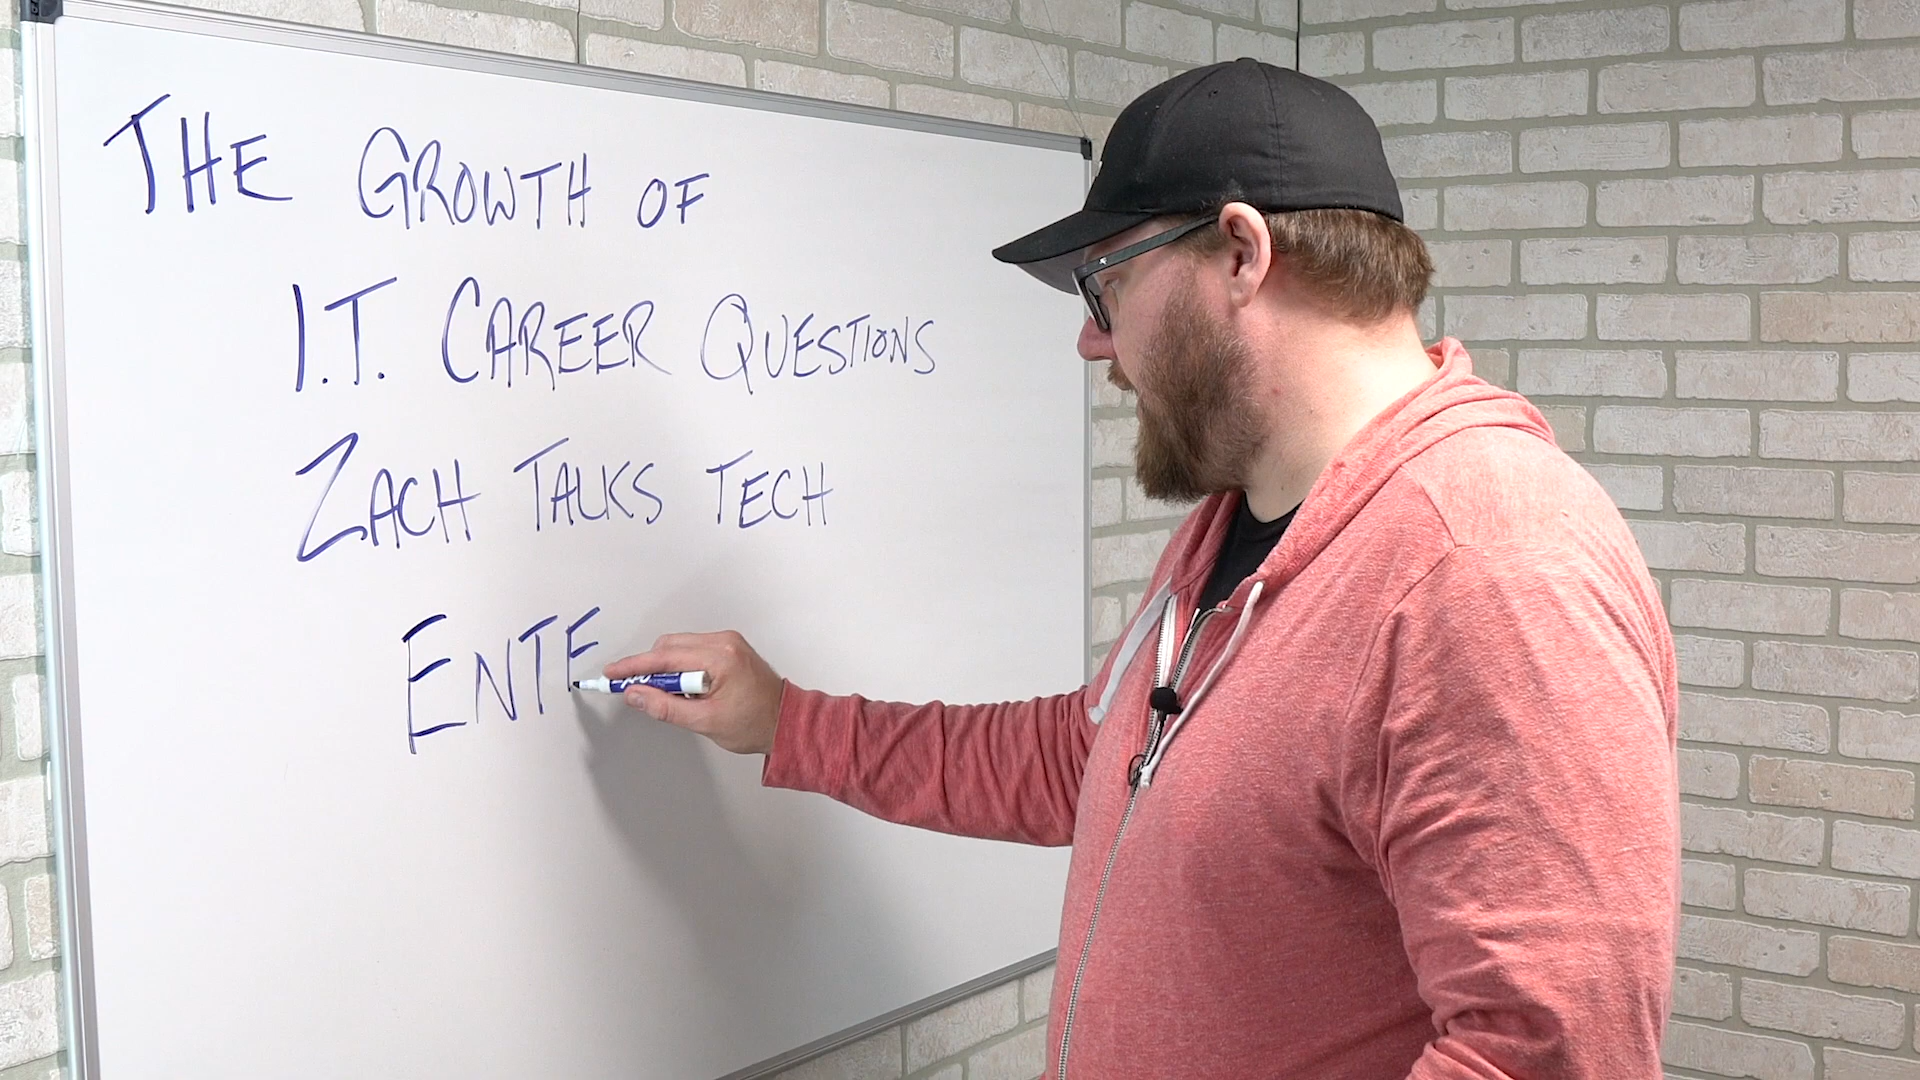 THE GROWTH OF
I.T. CAREER QUESTIONS
ZACH TALKS TECH
ENTE